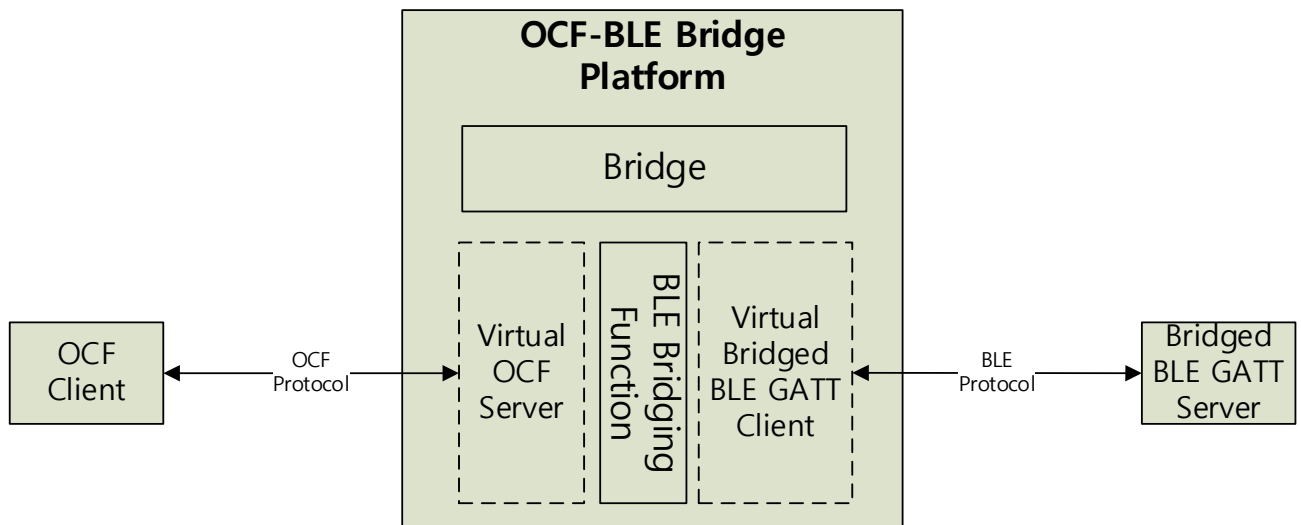 OCF-BLE Bridge
Platform
Bridge
OCF
Client
OCF
Protocol
Virtual
OCF
Server
BLE Bridging
Function
Virtual
Bridged
BLE GATT
Client
BLE
Protocol
Bridged
BLE GATT
Server